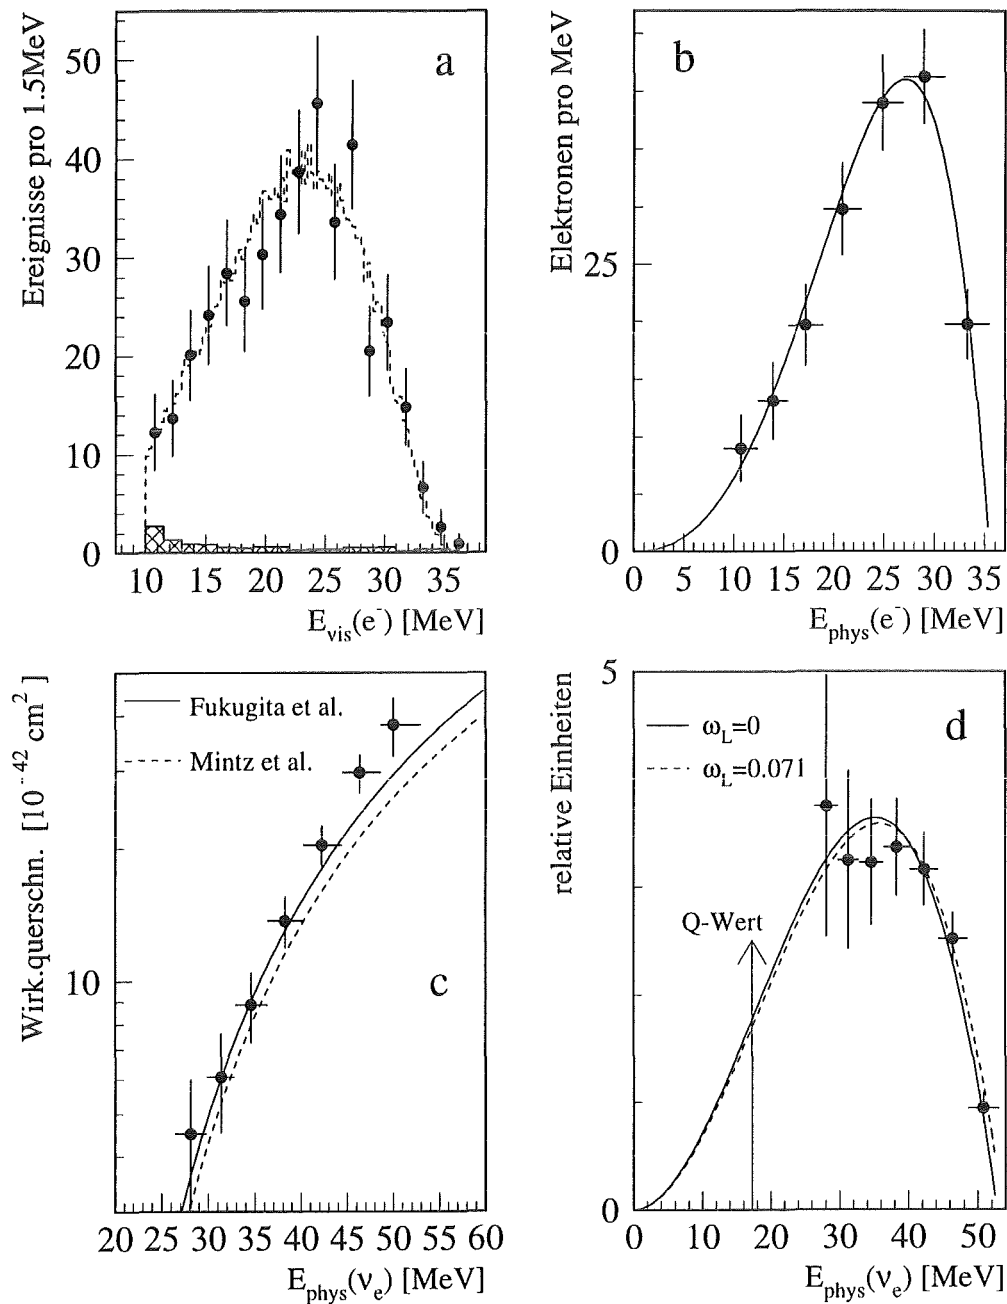 Ereignisse pro 1.5MeV
50
40
30
20
10
0
a
10 15 20 25 30 35
E_vis(e⁻) [MeV]
Elektronen pro MeV
25
0
b
0 5 10 15 20 25 30 35
E_phys(e⁻) [MeV]
Wirk.querschn. [10⁻⁴² cm²]
10
Fukugita et al.
Mintz et al.
c
20 25 30 35 40 45 50 55 60
E_phys(ν_e) [MeV]
relative Einheiten
5
0
ω_L=0
ω_L=0.071
d
Q-Wert
0 10 20 30 40 50
E_phys(ν_e) [MeV]